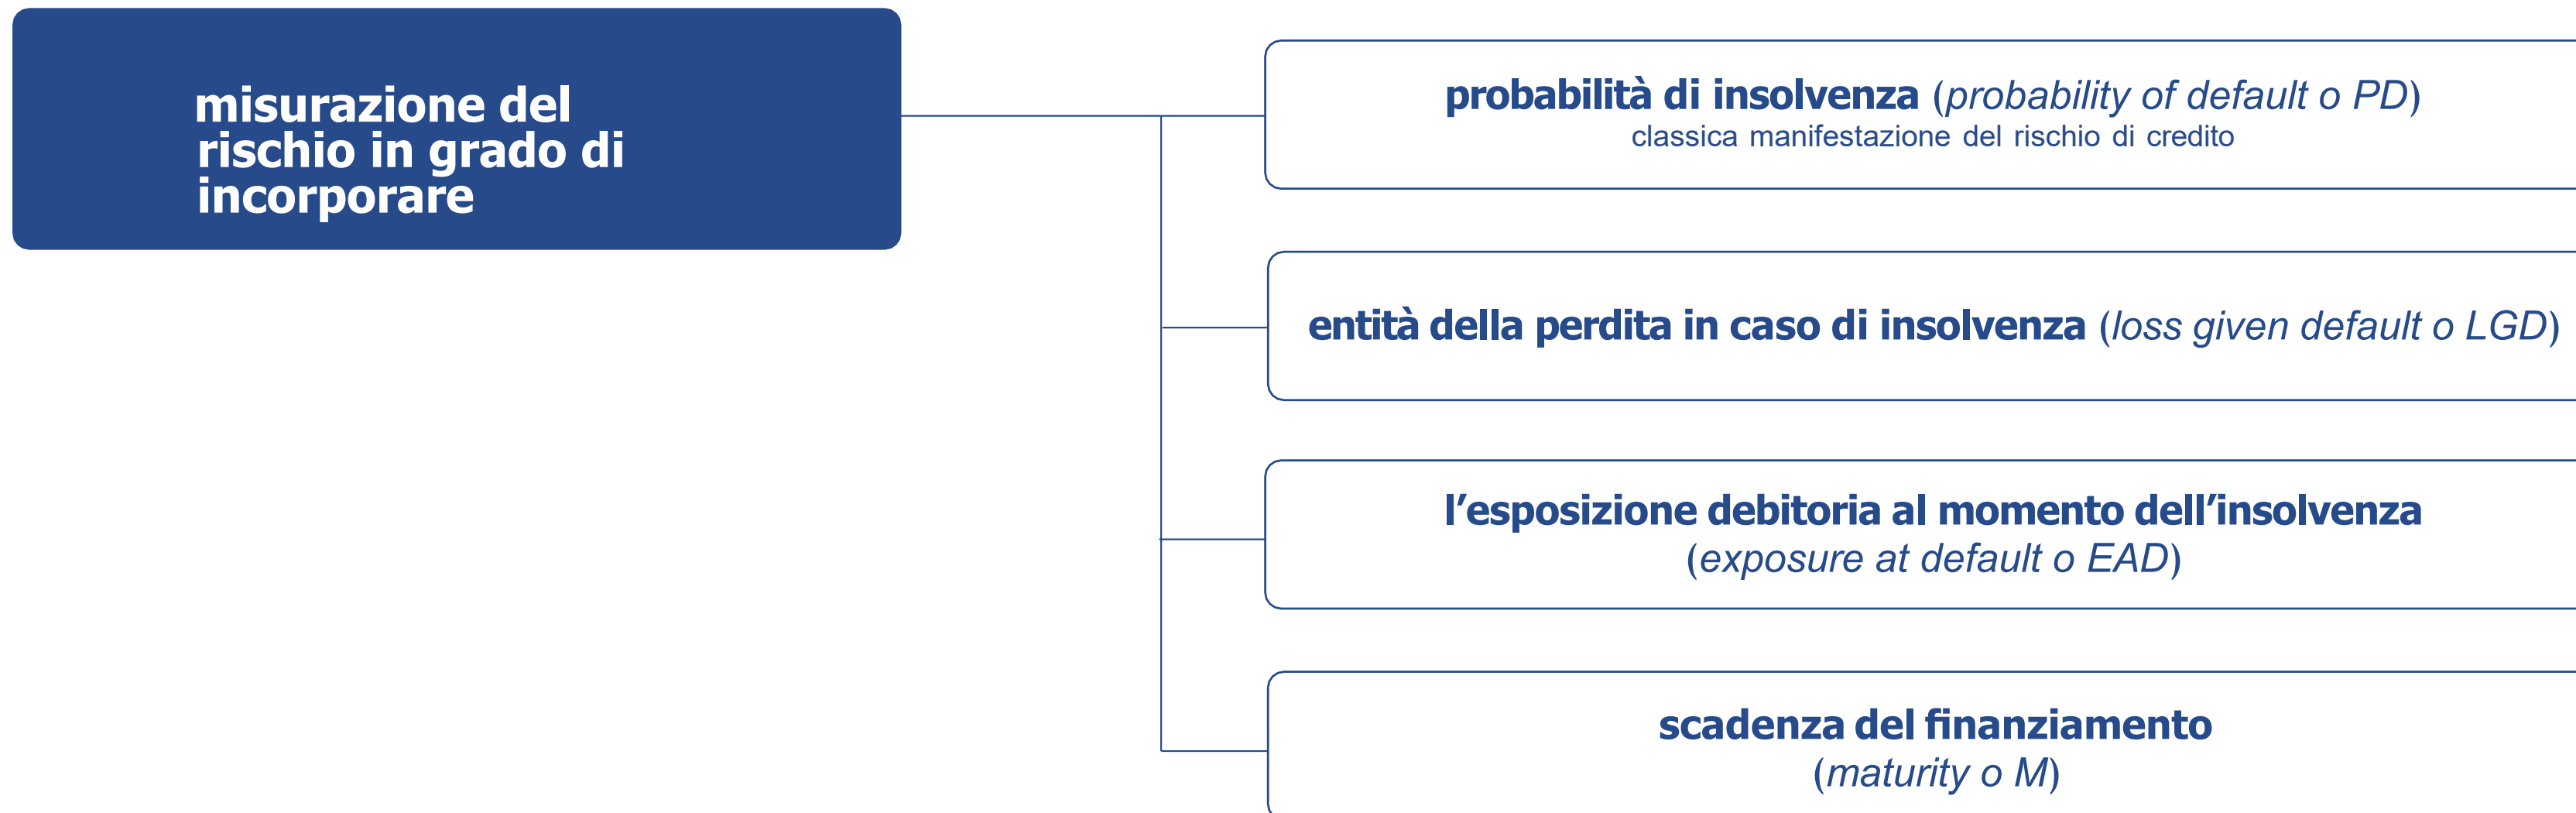 misurazione del
rischio in grado di
incorporare
probabilità di insolvenza (probability of default o PD)
classica manifestazione del rischio di credito
entità della perdita in caso di insolvenza (loss given default o LGD)
l’esposizione debitoria al momento dell’insolvenza
(exposure at default o EAD)
scadenza del finanziamento
(maturity o M)